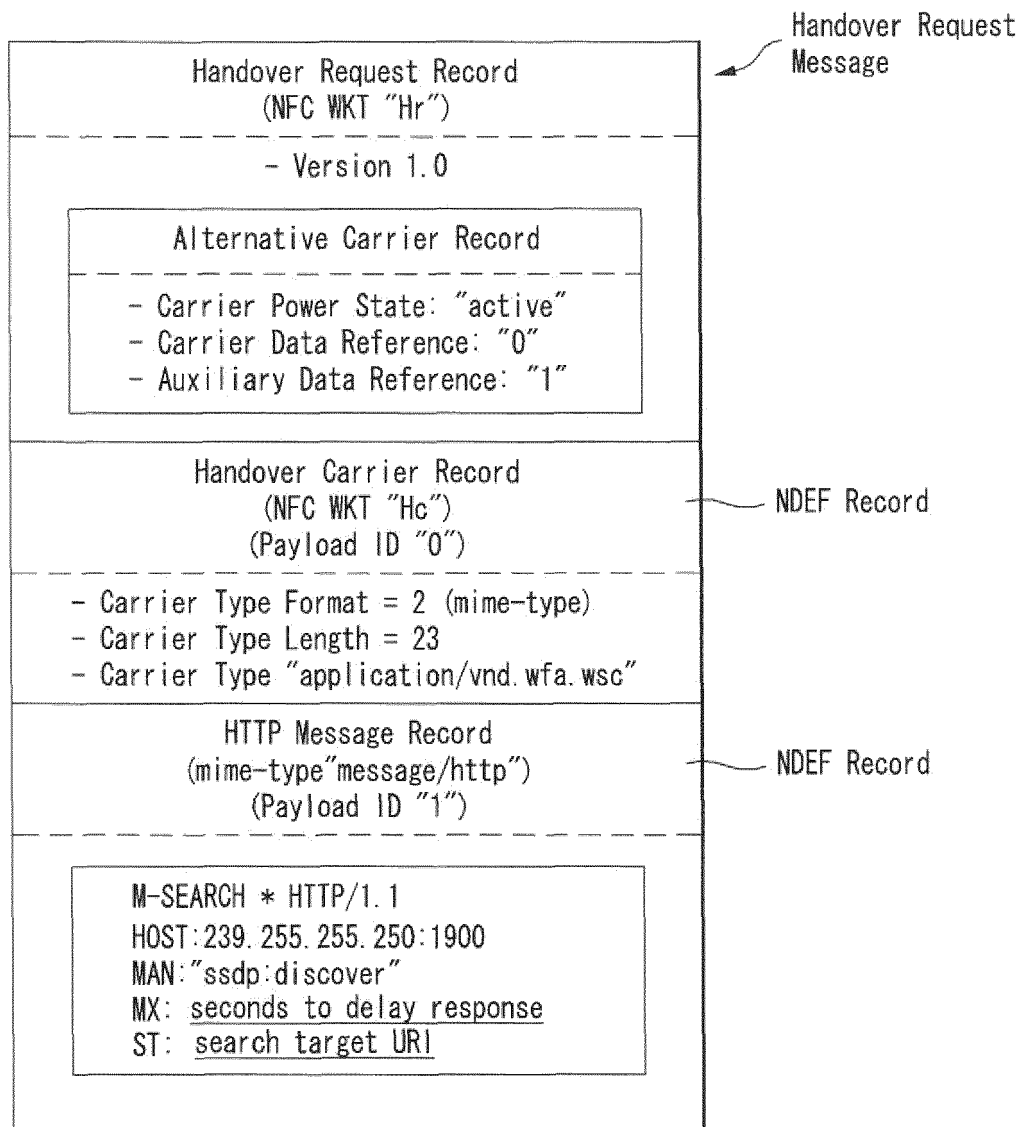 Handover Request
Message
Handover Request Record
(NFC WKT "Hr")
- Version 1.0
Alternative Carrier Record
- Carrier Power State: "active"
- Carrier Data Reference: "0"
- Auxiliary Data Reference: "1"
Handover Carrier Record
(NFC WKT "Hc")
(Payload ID "0")
NDEF Record
- Carrier Type Format = 2 (mime-type)
- Carrier Type Length = 23
- Carrier Type "application/vnd.wfa.wsc"
HTTP Message Record
(mime-type"message/http")
(Payload ID "1")
NDEF Record
M-SEARCH * HTTP/1.1
HOST:239.255.255.250:1900
MAN:"ssdp:discover"
MX: seconds to delay response
ST: search target URI